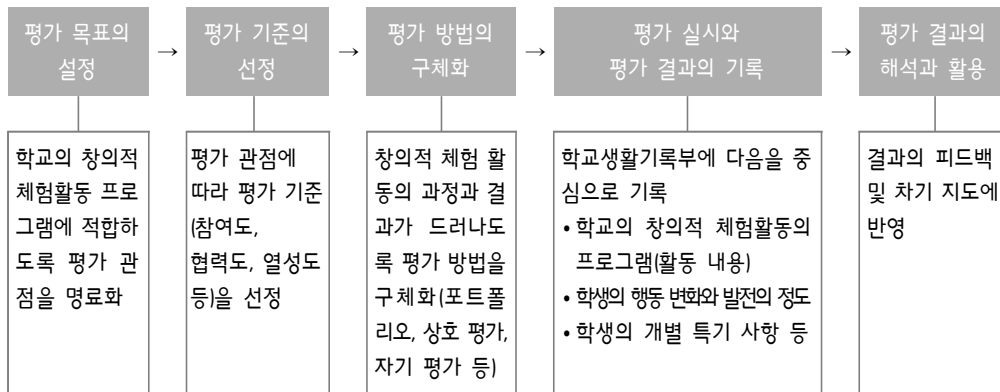 평가 목표의
설정
→
평가 기준의
선정
→
평가 방법의
구체화
→
평가 실시와
평가 결과의 기록
→
평가 결과의
해석과 활용
학교의 창의적
체험활동 프로
그램에 적합하
도록 평가 관
점을 명료화
평가 관점에
따라 평가 기준
(참여도,
협력도, 열성도
등)을 선정
창의적 체험 활
동의 과정과 결
과가 드러나도
록 평가 방법을
구체화(포트폴
리오, 상호 평가,
자기 평가 등)
학교생활기록부에 다음을 중
심으로 기록
• 학교의 창의적 체험활동의
프로그램(활동 내용)
• 학생의 행동 변화와 발전의 정도
• 학생의 개별 특기 사항 등
결과의 피드백
및 차기 지도에
반영